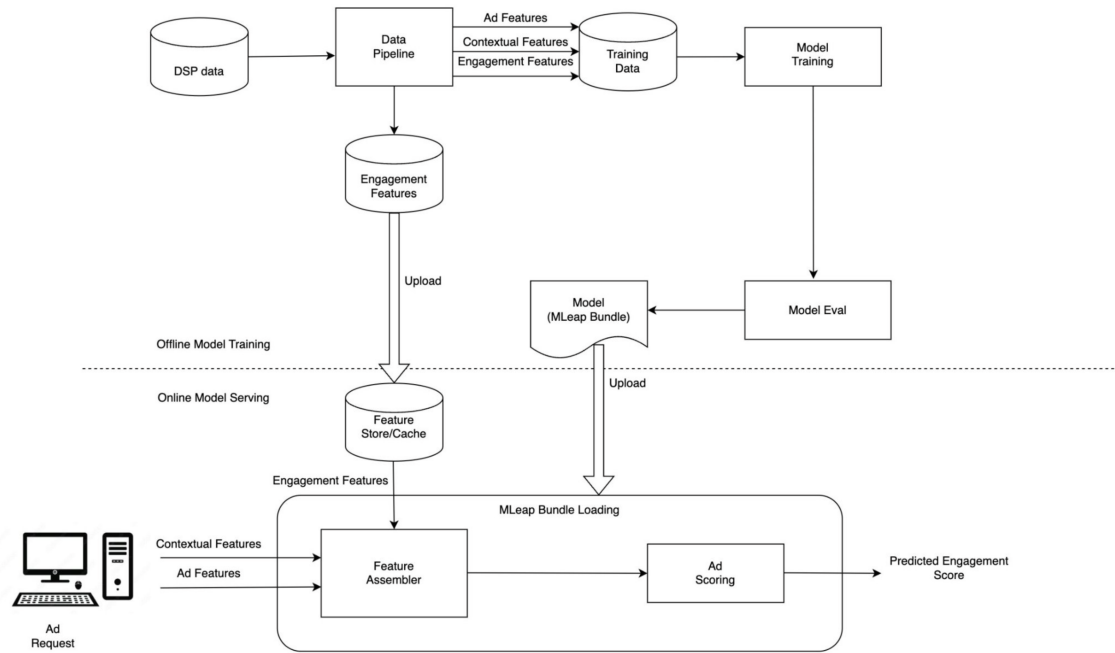 DSP data
Data
Pipeline
Ad Features
Contextual Features
Engagement Features
Training
Data
Model
Training
Engagement
Features
Upload
Model
(MLeap Bundle)
Model Eval
Offline Model Training
Upload
Online Model Serving
Feature
Store/Cache
Engagement Features
MLeap Bundle Loading
Contextual Features
Ad Features
Feature
Assembler
Ad
Scoring
Predicted Engagement
Score
Ad
Request